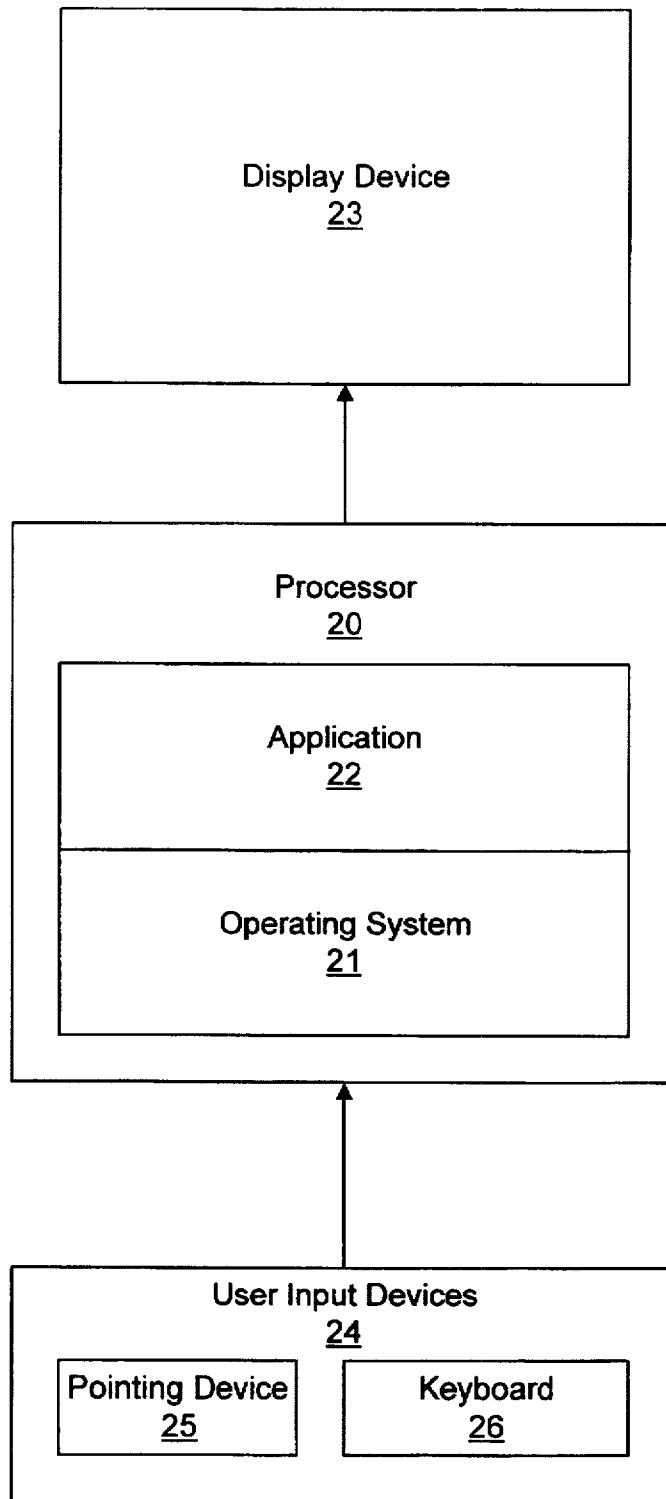 Display Device
23
Processor
20
Application
22
Operating System
21
User Input Devices
24
Pointing Device
25
Keyboard
26